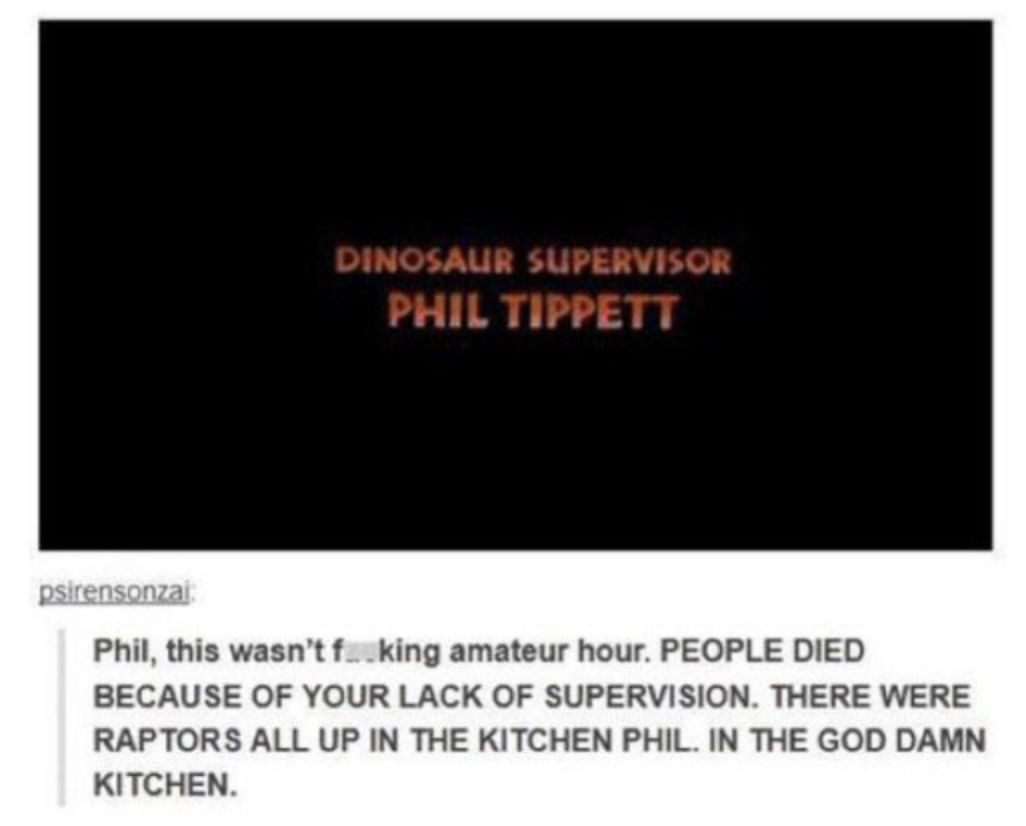 DINOSAUR SUPERVISOR
PHIL TIPPETT
psirensonzai:
Phil, this wasn't f__king amateur hour. PEOPLE DIED
BECAUSE OF YOUR LACK OF SUPERVISION. THERE WERE
RAPTORS ALL UP IN THE KITCHEN PHIL. IN THE GOD DAMN
KITCHEN.